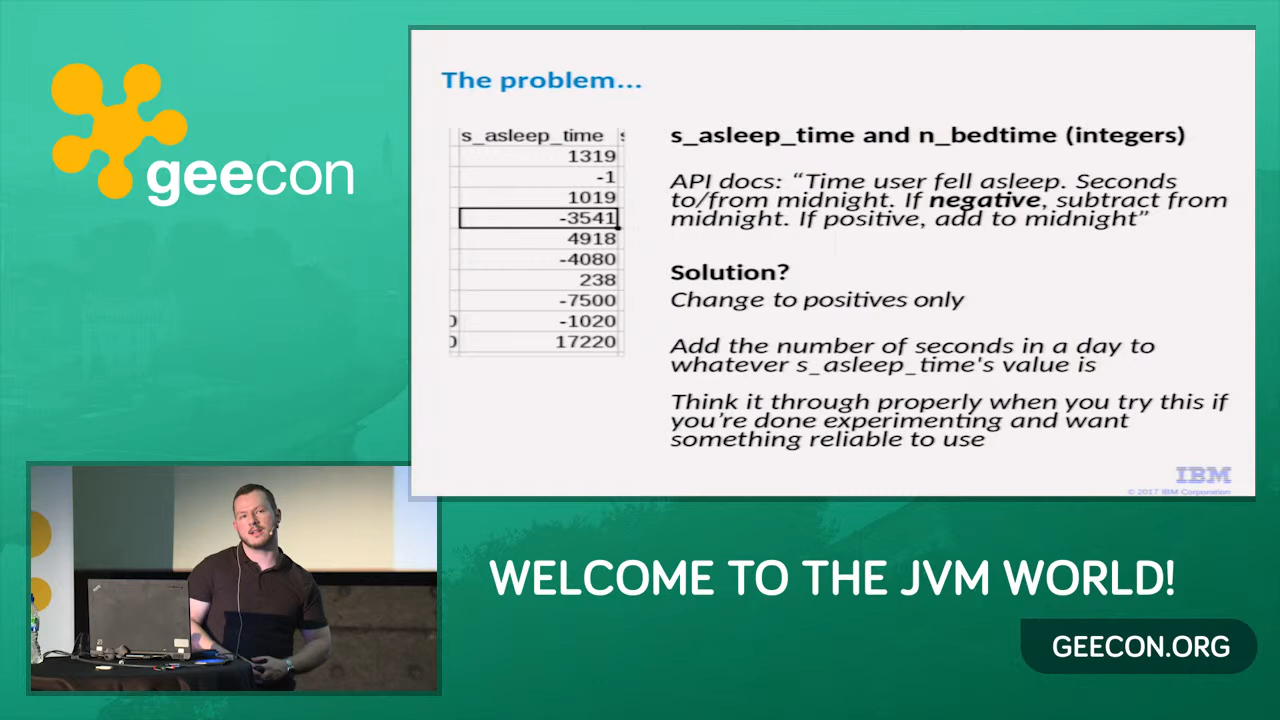 geecon
The problem...
s_asleep_time
1319
-1
1019
-3541
4918
-4080
238
-7500
-1020
17220
s_asleep_time and n_bedtime (integers)
API docs: “Time user fell asleep. Seconds
to/from midnight. If negative, subtract from
midnight. If positive, add to midnight”
Solution?
Change to positives only
Add the number of seconds in a day to
whatever s_asleep_time's value is
Think it through properly when you try this if
you’re done experimenting and want
something reliable to use
IBM
© 2017 IBM Corporation
WELCOME TO THE JVM WORLD!
GEECON.ORG